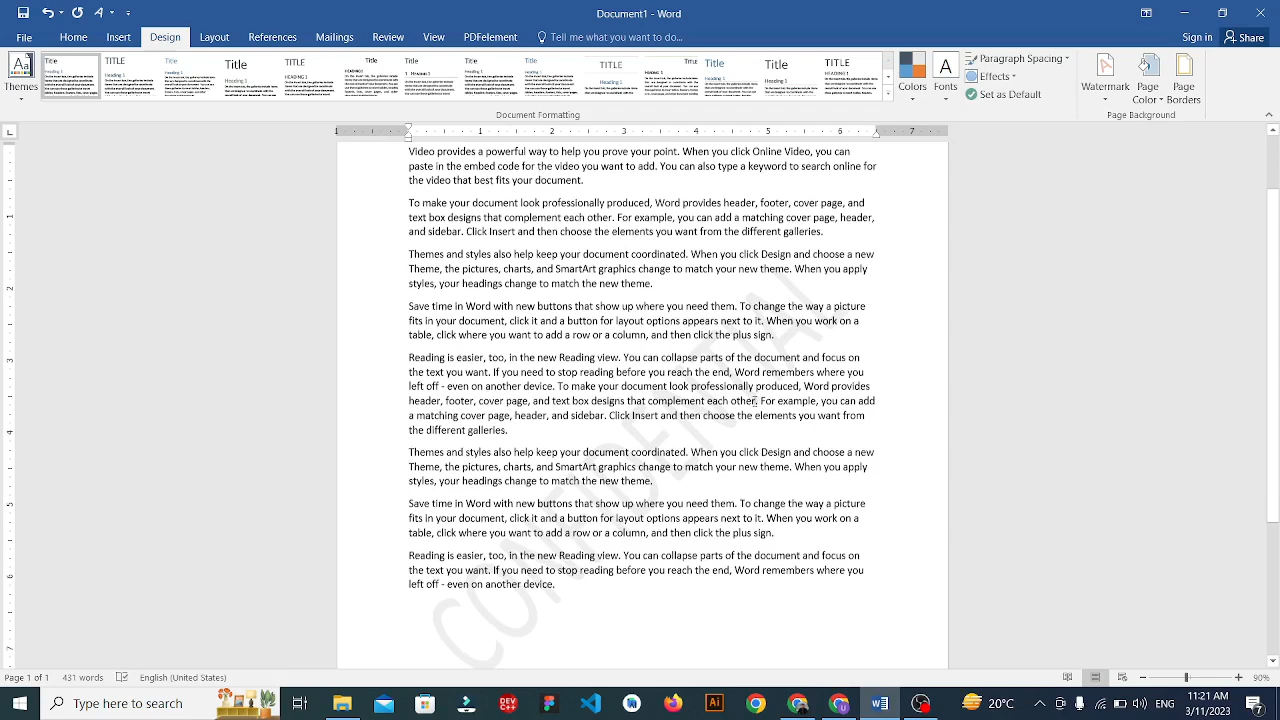 Document1 - Word
File Home Insert Design Layout References Mailings Review View PDFelement Tell me what you want to do... Sign in Share
Themes Colors Fonts
Paragraph Spacing
Effects
Set as Default
Watermark Page Color Page Borders
Document Formatting Page Background
Video provides a powerful way to help you prove your point. When you click Online Video, you can
paste in the embed code for the video you want to add. You can also type a keyword to search online for
the video that best fits your document.
To make your document look professionally produced, Word provides header, footer, cover page, and
text box designs that complement each other. For example, you can add a matching cover page, header,
and sidebar. Click Insert and then choose the elements you want from the different galleries.
Themes and styles also help keep your document coordinated. When you click Design and choose a new
Theme, the pictures, charts, and SmartArt graphics change to match your new theme. When you apply
styles, your headings change to match the new theme.
Save time in Word with new buttons that show up where you need them. To change the way a picture
fits in your document, click it and a button for layout options appears next to it. When you work on a
table, click where you want to add a row or a column, and then click the plus sign.
Reading is easier, too, in the new Reading view. You can collapse parts of the document and focus on
the text you want. If you need to stop reading before you reach the end, Word remembers where you
left off - even on another device. To make your document look professionally produced, Word provides
header, footer, cover page, and text box designs that complement each other. For example, you can add
a matching cover page, header, and sidebar. Click Insert and then choose the elements you want from
the different galleries.
Themes and styles also help keep your document coordinated. When you click Design and choose a new
Theme, the pictures, charts, and SmartArt graphics change to match your new theme. When you apply
styles, your headings change to match the new theme.
Save time in Word with new buttons that show up where you need them. To change the way a picture
fits in your document, click it and a button for layout options appears next to it. When you work on a
table, click where you want to add a row or a column, and then click the plus sign.
Reading is easier, too, in the new Reading view. You can collapse parts of the document and focus on
the text you want. If you need to stop reading before you reach the end, Word remembers where you
left off - even on another device.
CONFIDENTIAL
Page 1 of 1 431 words English (United States) 90%
Type here to search
20°C ENG 11:21 AM
3/11/2023